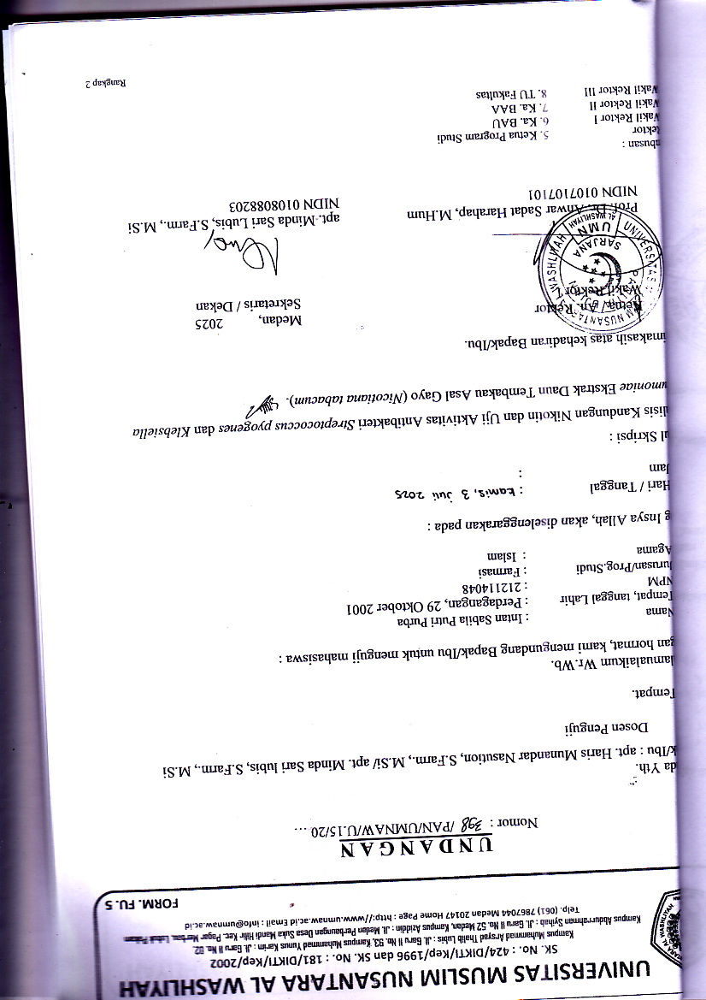 UNIVERSITAS MUSLIM NUSANTARA AL WASHLIYAH
SK. No. : 424/DIKTI/Kep/1996 dan SK. No. : 181/DIKTI/Kep/2002
Kampus Muhammad Arsyad Thalib Lubis : Jl. Garu II No. 93, Kampus Muhammad Yunus Karim : Jl. Garu II No. 02,
Kampus Abdurrahman Syihab : Jl. Garu II No. 52 Medan, Kampus Aziddin : Jl. Medan Perbaungan Desa Suka Mandi Hilir Kec. Pagar Merbau, Lubuk Pakam
Telp. (061) 7867044 Medan 20147 Home Page : http://www.umnaw.ac.id Email : info@umnaw.ac.id
FORM. FU. 5
UNDANGAN
Nomor : 398 /PAN/UMNAW/U.15/20 ...
da Yth.
k/Ibu : apt. Haris Munandar Nasution, S.Farm., M.Si/ apt. Minda Sari lubis, S.Farm., M.Si
Dosen Penguji
Tempat.
lamualaikum Wr.Wb.
gan hormat, kami mengundang Bapak/Ibu untuk menguji mahasiswa :
Nama : Intan Sabila Putri Purba
Tempat, tanggal Lahir : Perdagangan, 29 Oktober 2001
NPM : 212114048
Jurusan/Prog.Studi : Farmasi
Agama : Islam
g Insya Allah, akan diselenggarakan pada :
Hari / Tanggal : Kamis, 3 Juli 2025
Jam :
ul Skripsi :
disis Kandungan Nikotin dan Uji Aktivitas Antibakteri Streptococcus pyogenes dan Klebsiella
umoniae Ekstrak Daun Tembakau Asal Gayo (Nicotiana tabacum).
imakasih atas kehadiran Bapak/Ibu.
Medan, 2025
Ketua/ An. Rektor
Sekretaris / Dekan
Wakil Rektor I
UNIVERSITAS MUSLIM NUSANTARA AL WASHLIYAH
SARJANA
UMN
AL WASHLIYAH
Prof. Dr. Anwar Sadat Harahap, M.Hum
apt. Minda Sari Lubis, S.Farm., M.Si
NIDN 0107107101
NIDN 0108088203
mbusan :
Rektor 5. Ketua Program Studi
Wakil Rektor I 6. Ka. BAU
Wakil Rektor II 7. Ka. BAA
Wakil Rektor III 8. TU Fakultas
Rangkap 2